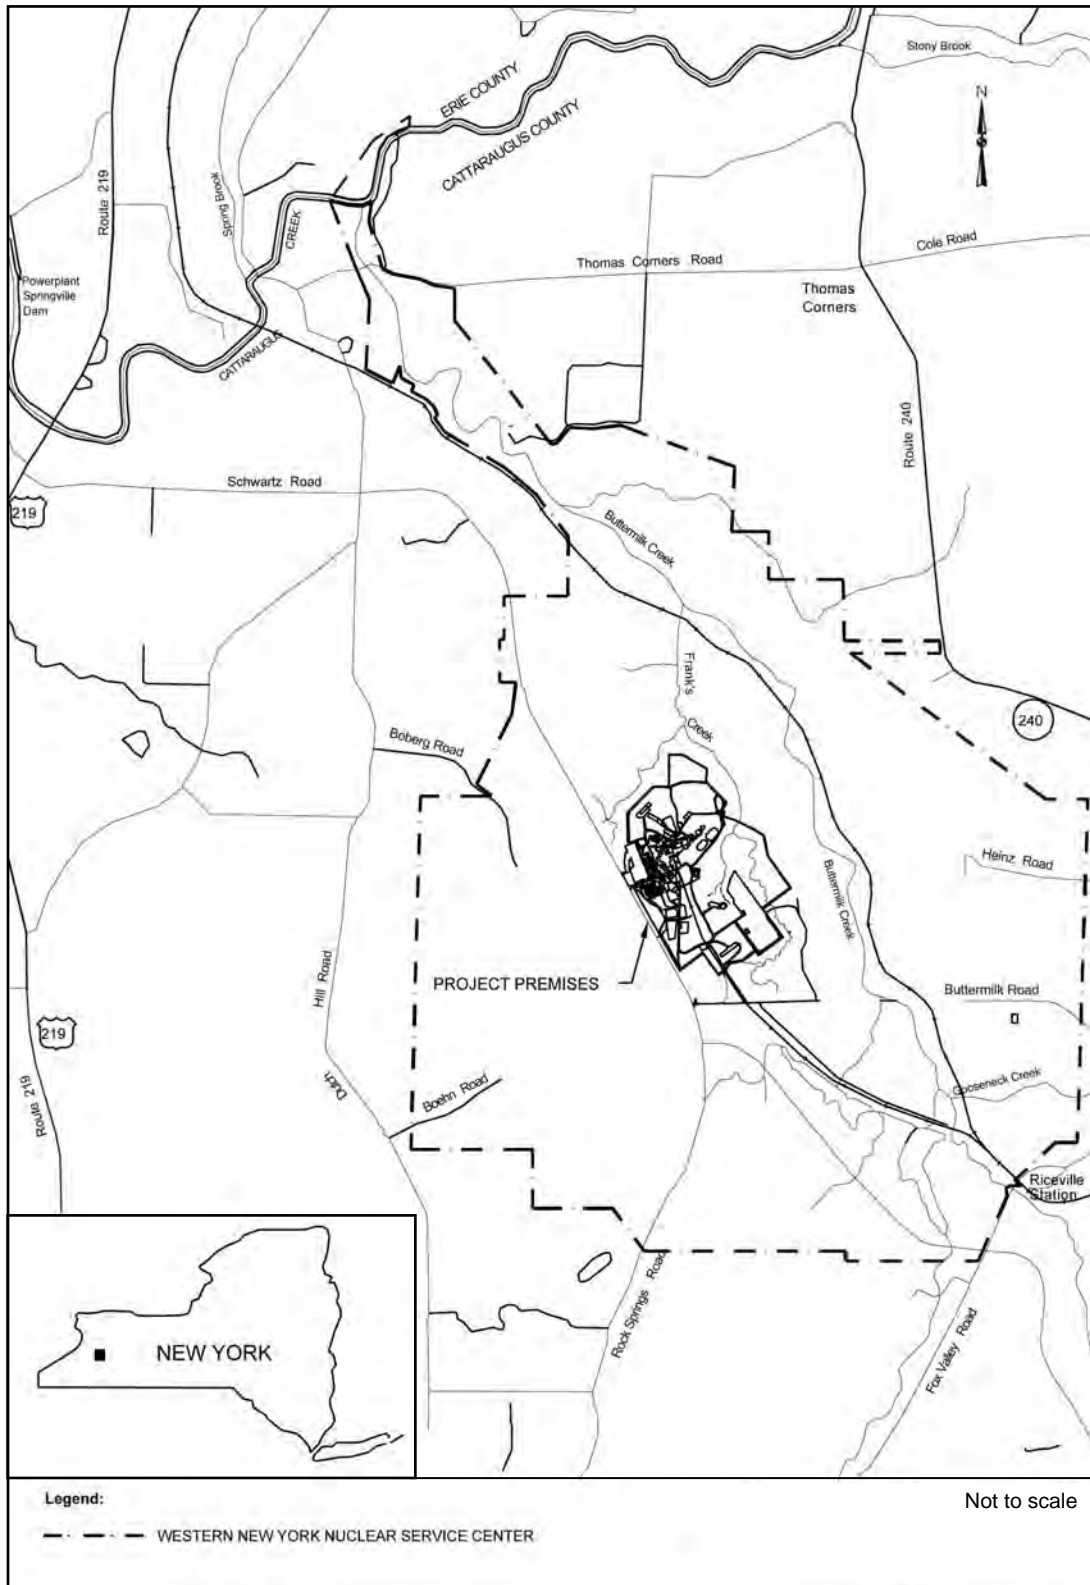 Stony Brook
ERIE COUNTY
CATTARAUGUS COUNTY
N
Route 219
Spring Brook
CREEK
Cole Road
Thomas Corners Road
Powerplant
Springville
Dam
Thomas
Corners
CATTARAUGUS
Route 240
Schwartz Road
219
Buttermilk Creek
Frank's
Creek
240
Boberg Road
Heinz Road
Buttermilk Creek
Hill Road
PROJECT PREMISES
Buttermilk Road
219
Route 219
Dutch
Boehn Road
Gooseneck Creek
Riceville
Station
Rock Springs Road
Fox Valley Road
NEW YORK
Legend:
Not to scale
WESTERN NEW YORK NUCLEAR SERVICE CENTER